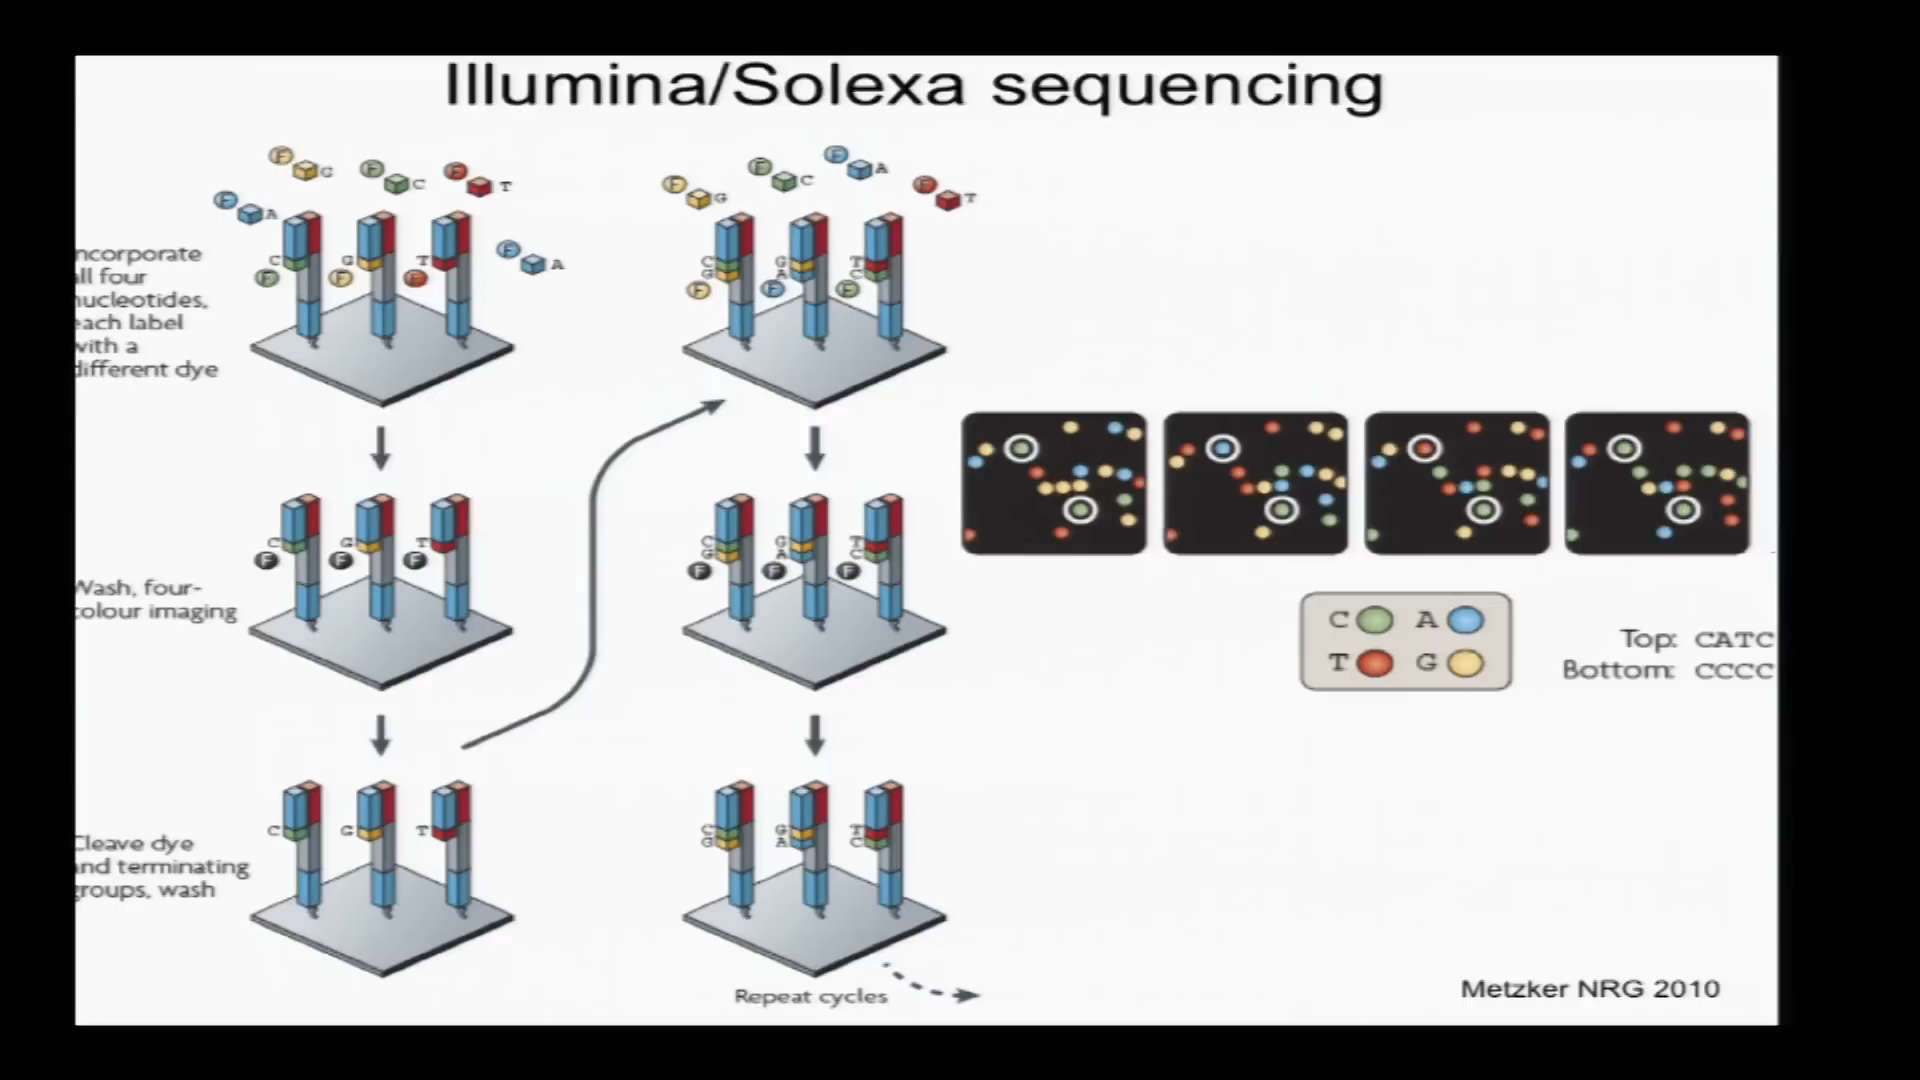 Illumina/Solexa sequencing
F G F C F T
F A
F A
C G T
F F F
ncorporate
all four
nucleotides,
each label
with a
different dye
F G F C F A F T
C G T
G A C
F F F
C G T
F F F
Wash, four-
colour imaging
C G T
G A C
F F F
C A
T G
Top: CATC
Bottom: CCCC
C G T
Cleave dye
and terminating
groups, wash
C G T
G A C
Repeat cycles
Metzker NRG 2010